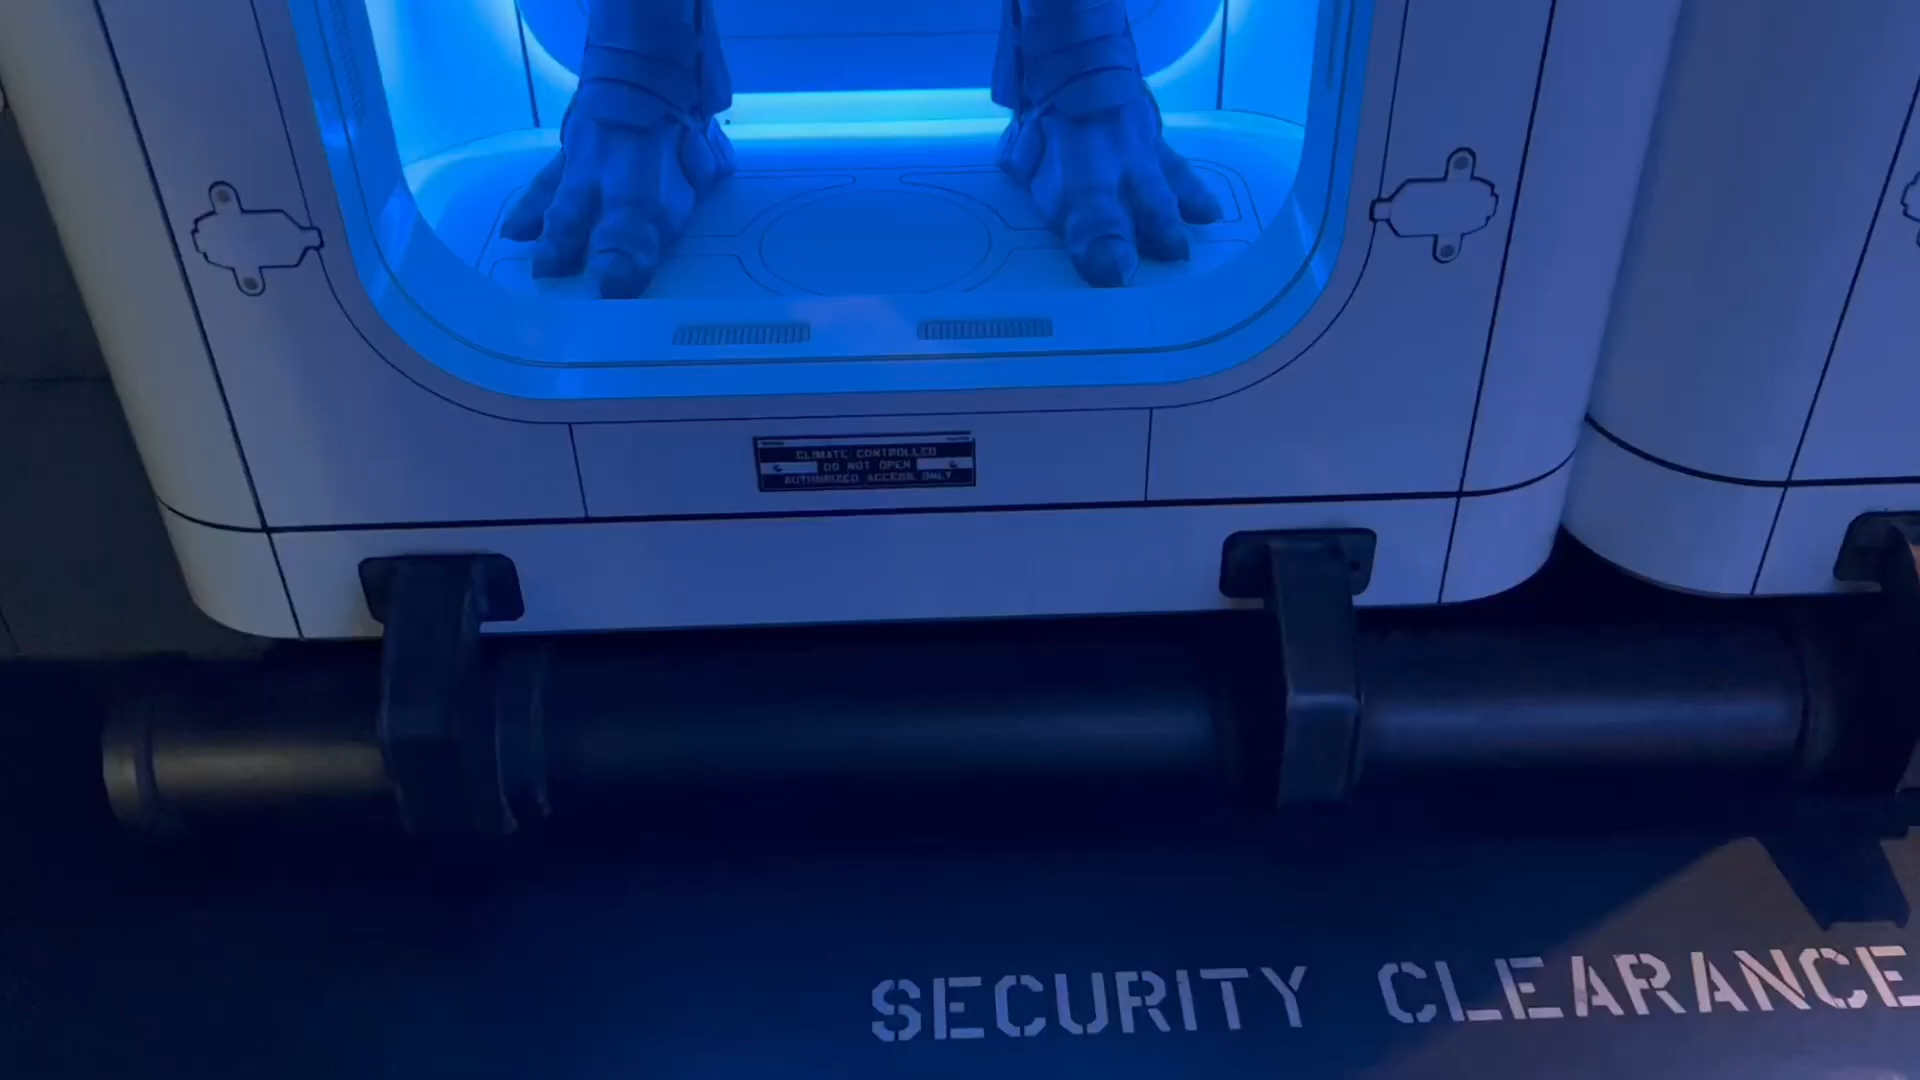 CLIMATE CONTROLLED
DO NOT OPEN
AUTHORIZED ACCESS ONLY
SECURITY CLEARANCE